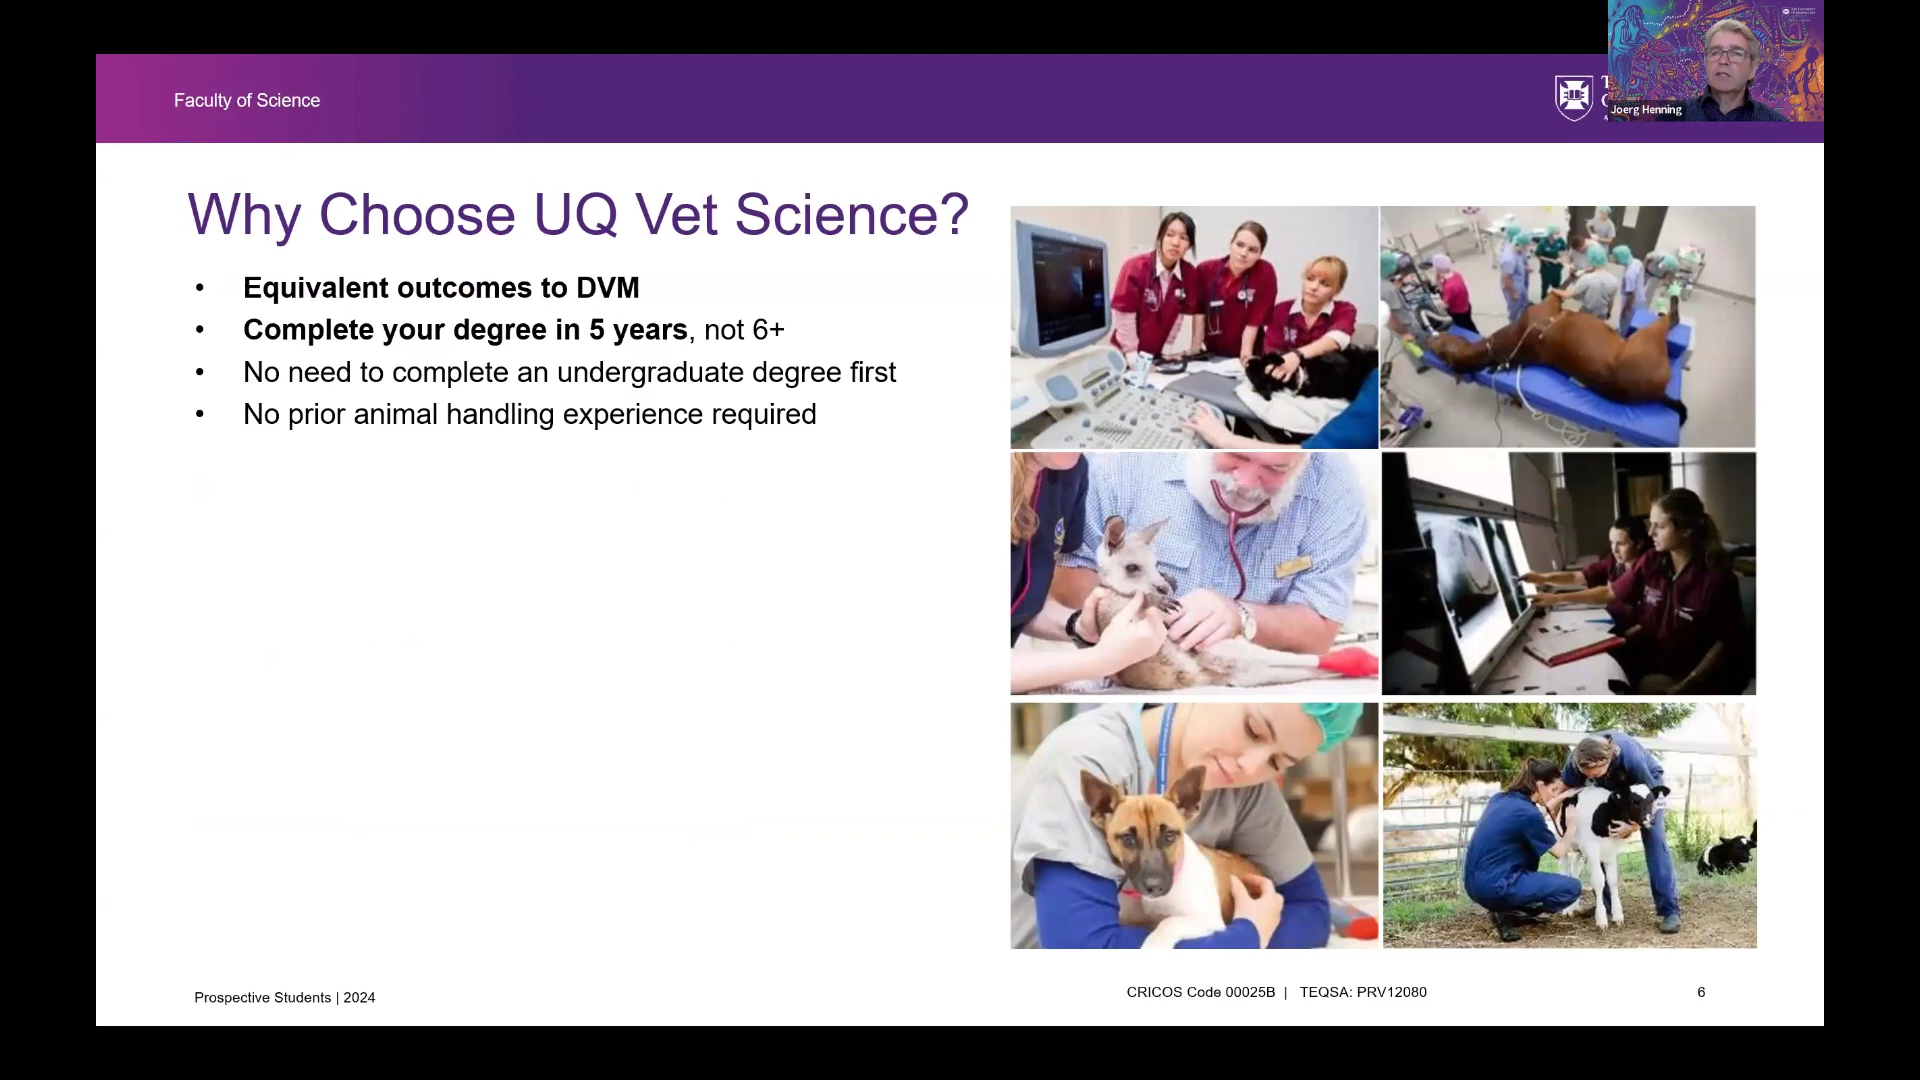 Faculty of Science
Joerg Henning
Why Choose UQ Vet Science?
• Equivalent outcomes to DVM
• Complete your degree in 5 years, not 6+
• No need to complete an undergraduate degree first
• No prior animal handling experience required
Prospective Students | 2024
CRICOS Code 00025B | TEQSA: PRV12080
6